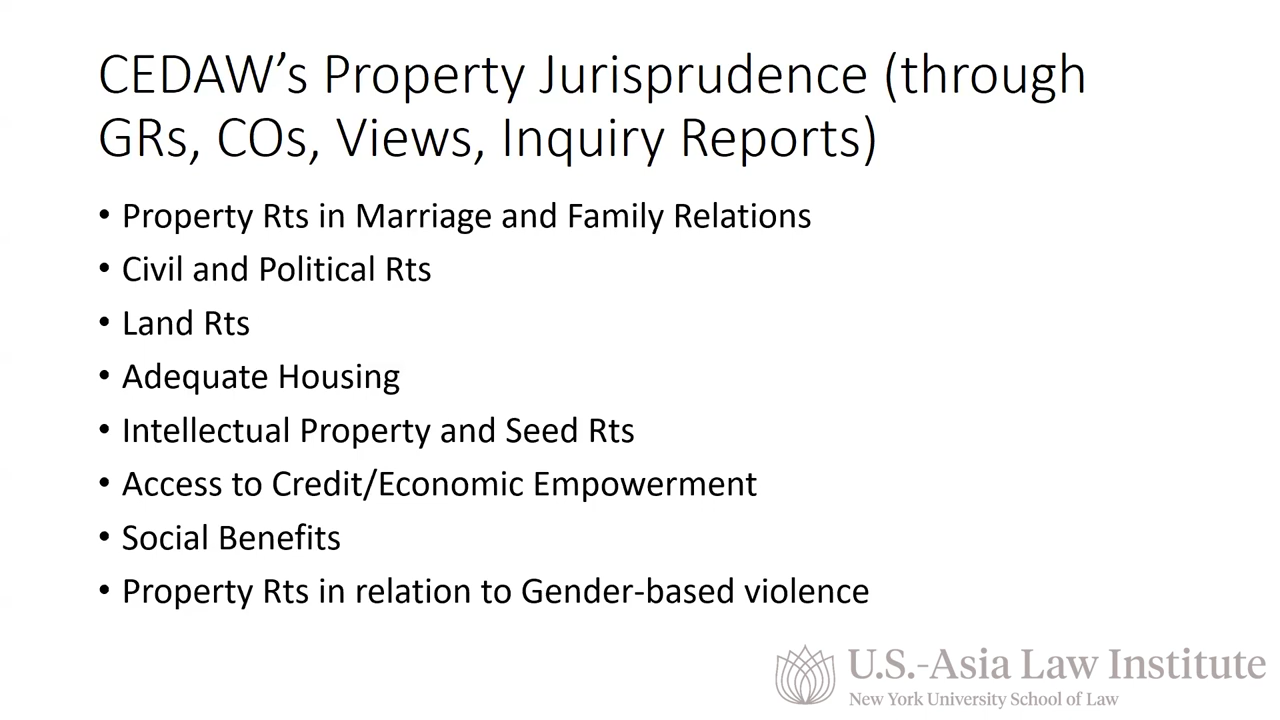 CEDAW’s Property Jurisprudence (through
GRs, COs, Views, Inquiry Reports)
• Property Rts in Marriage and Family Relations
• Civil and Political Rts
• Land Rts
• Adequate Housing
• Intellectual Property and Seed Rts
• Access to Credit/Economic Empowerment
• Social Benefits
• Property Rts in relation to Gender-based violence
U.S.-Asia Law Institute
New York University School of Law